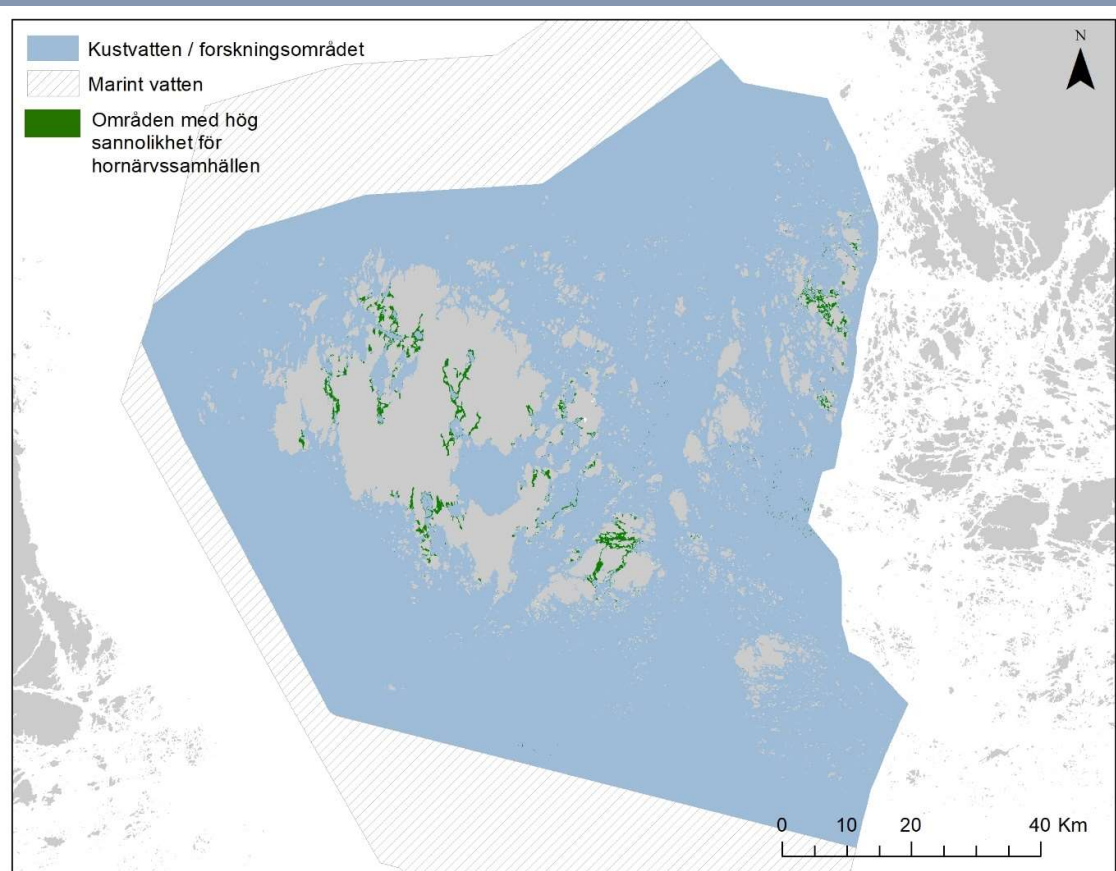 Kustvatten / forskningsområdet
Marint vatten
Områden med hög
sannolikhet för
hornärvssamhällen
N
0 10 20 40 Km